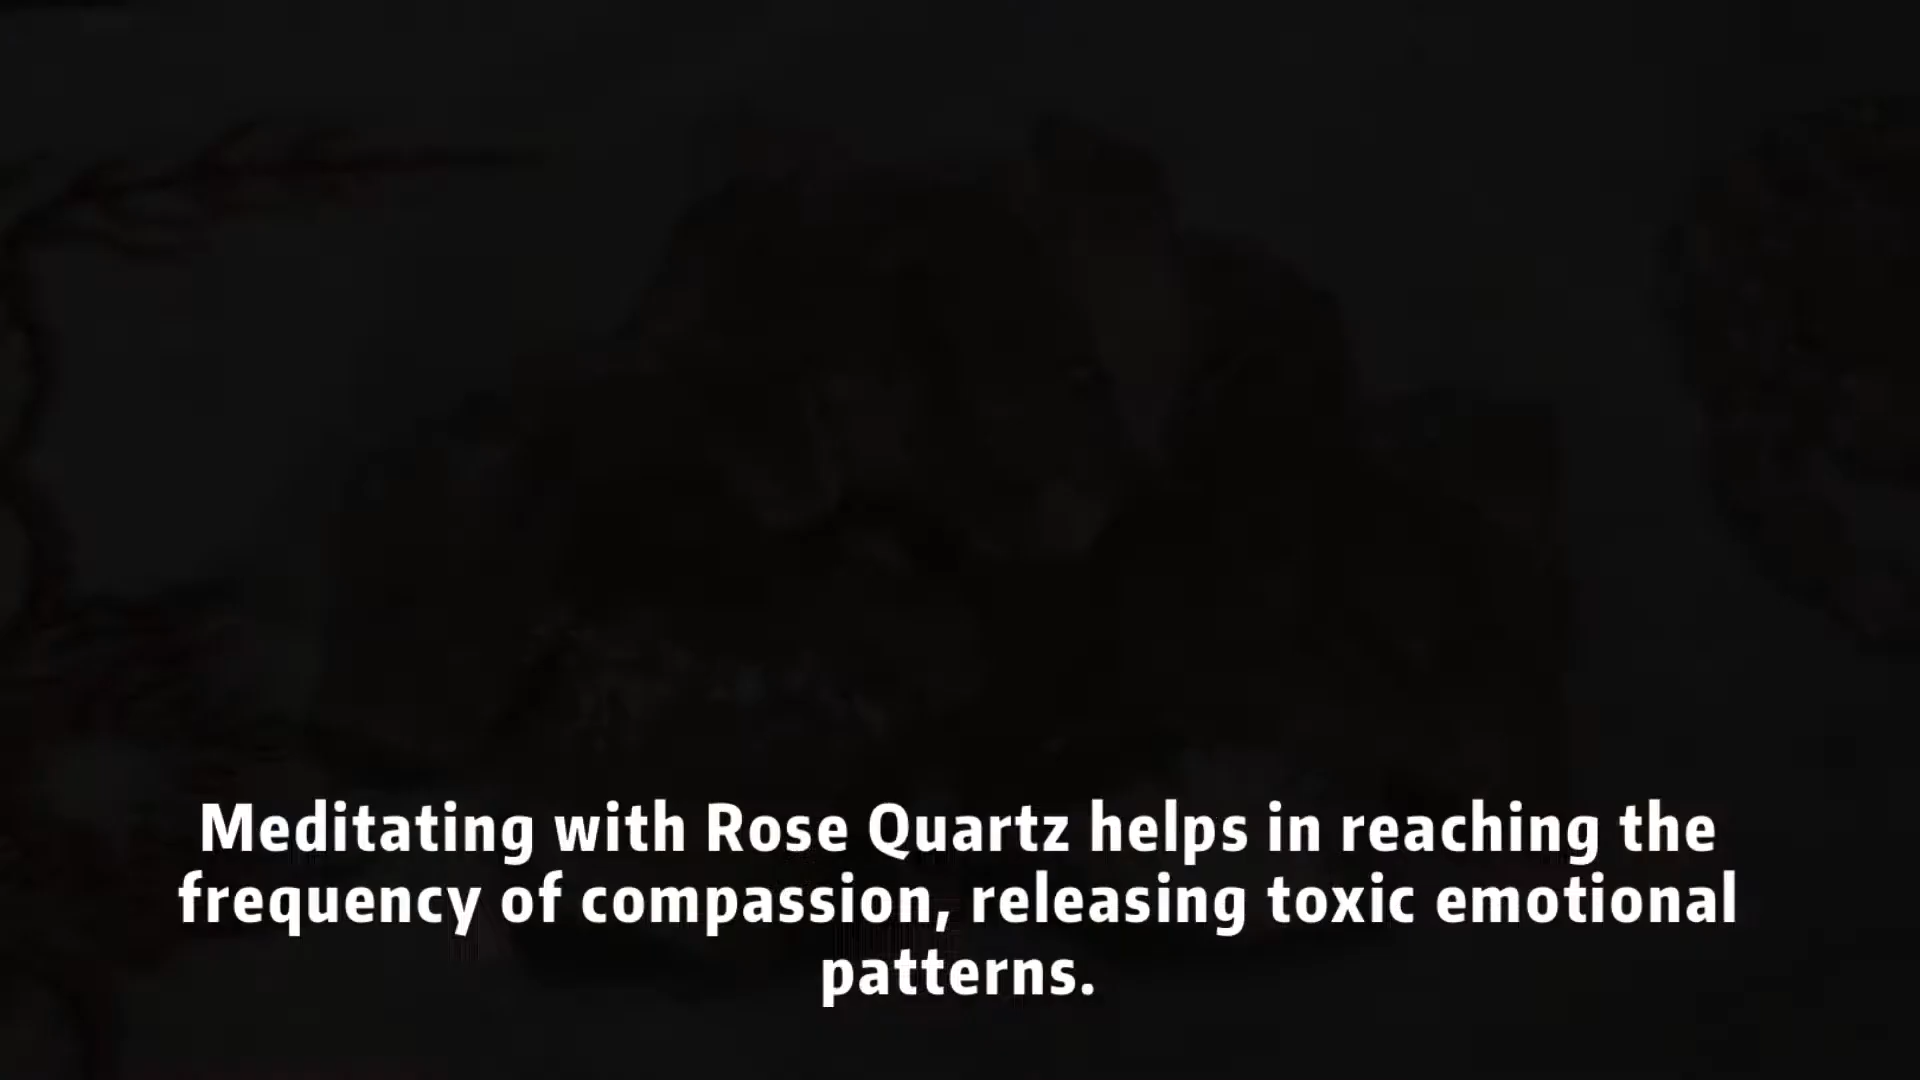 Meditating with Rose Quartz helps in reaching the
frequency of compassion, releasing toxic emotional
patterns.